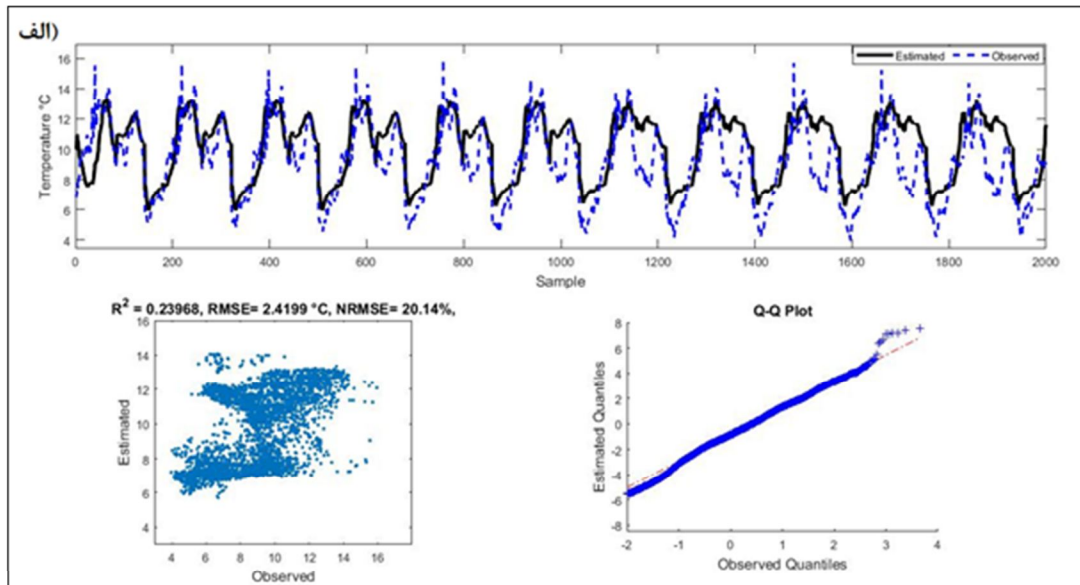 الف)
Estimated Observed
Temperature °C
16
14
12
10
8
6
4
0 200 400 600 800 1000 1200 1400 1600 1800 2000
Sample
R² = 0.23968, RMSE= 2.4199 °C, NRMSE= 20.14%,
Estimated
16
14
12
10
8
6
4
4 6 8 10 12 14 16
Observed
Q-Q Plot
Estimated Quantiles
8
6
4
2
0
-2
-4
-6
-8
-2 -1 0 1 2 3 4
Observed Quantiles